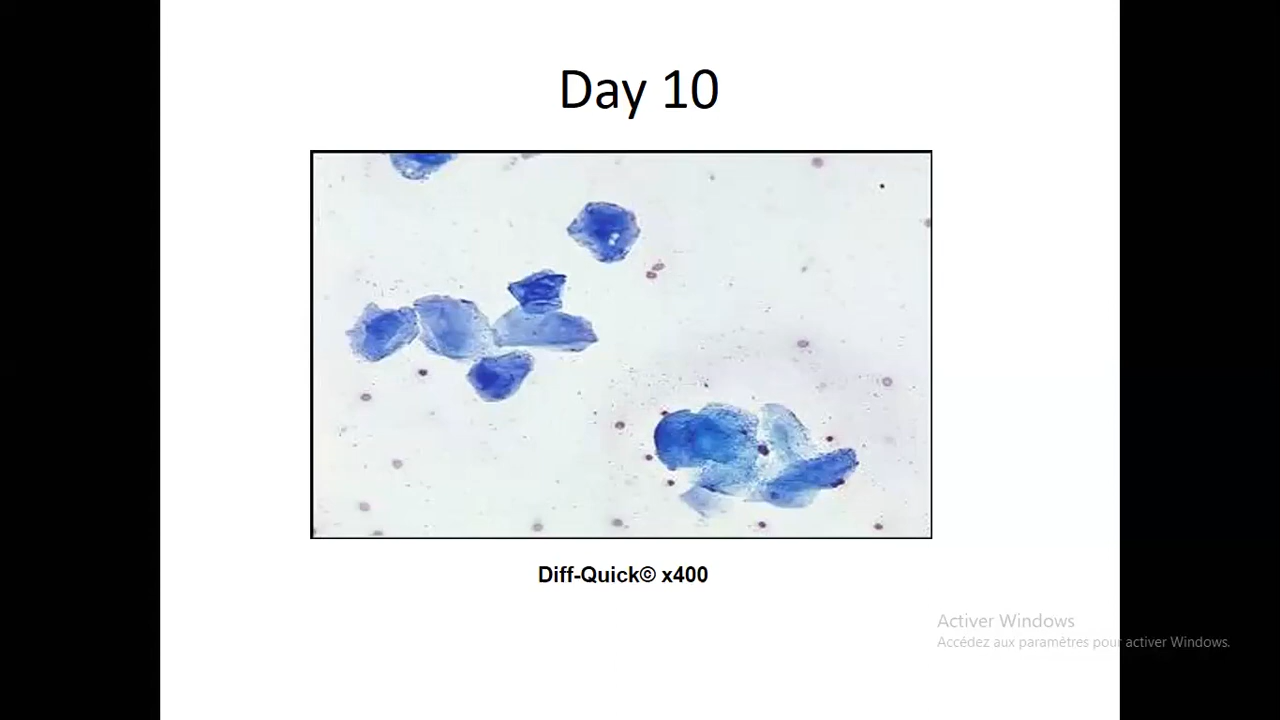 Day 10
Diff-Quick© x400
Activer Windows
Accédez aux paramètres pour activer Windows.